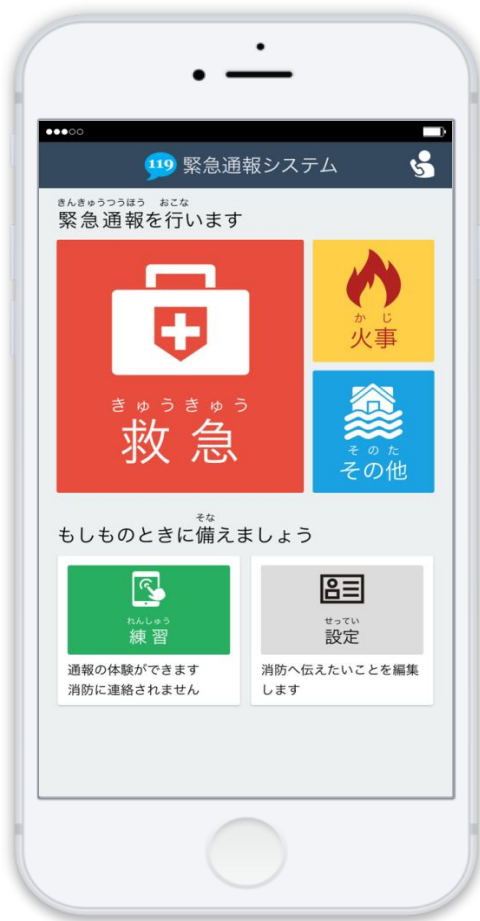 119 緊急通報システム
きんきゅうつうほう おこな
緊急通報を行います
きゅうきゅう
救急
かじ
火事
そのた
その他
そな
もしものときに備えましょう
れんしゅう
練習
通報の体験ができます
消防に連絡されません
せってい
設定
消防へ伝えたいことを編集
します